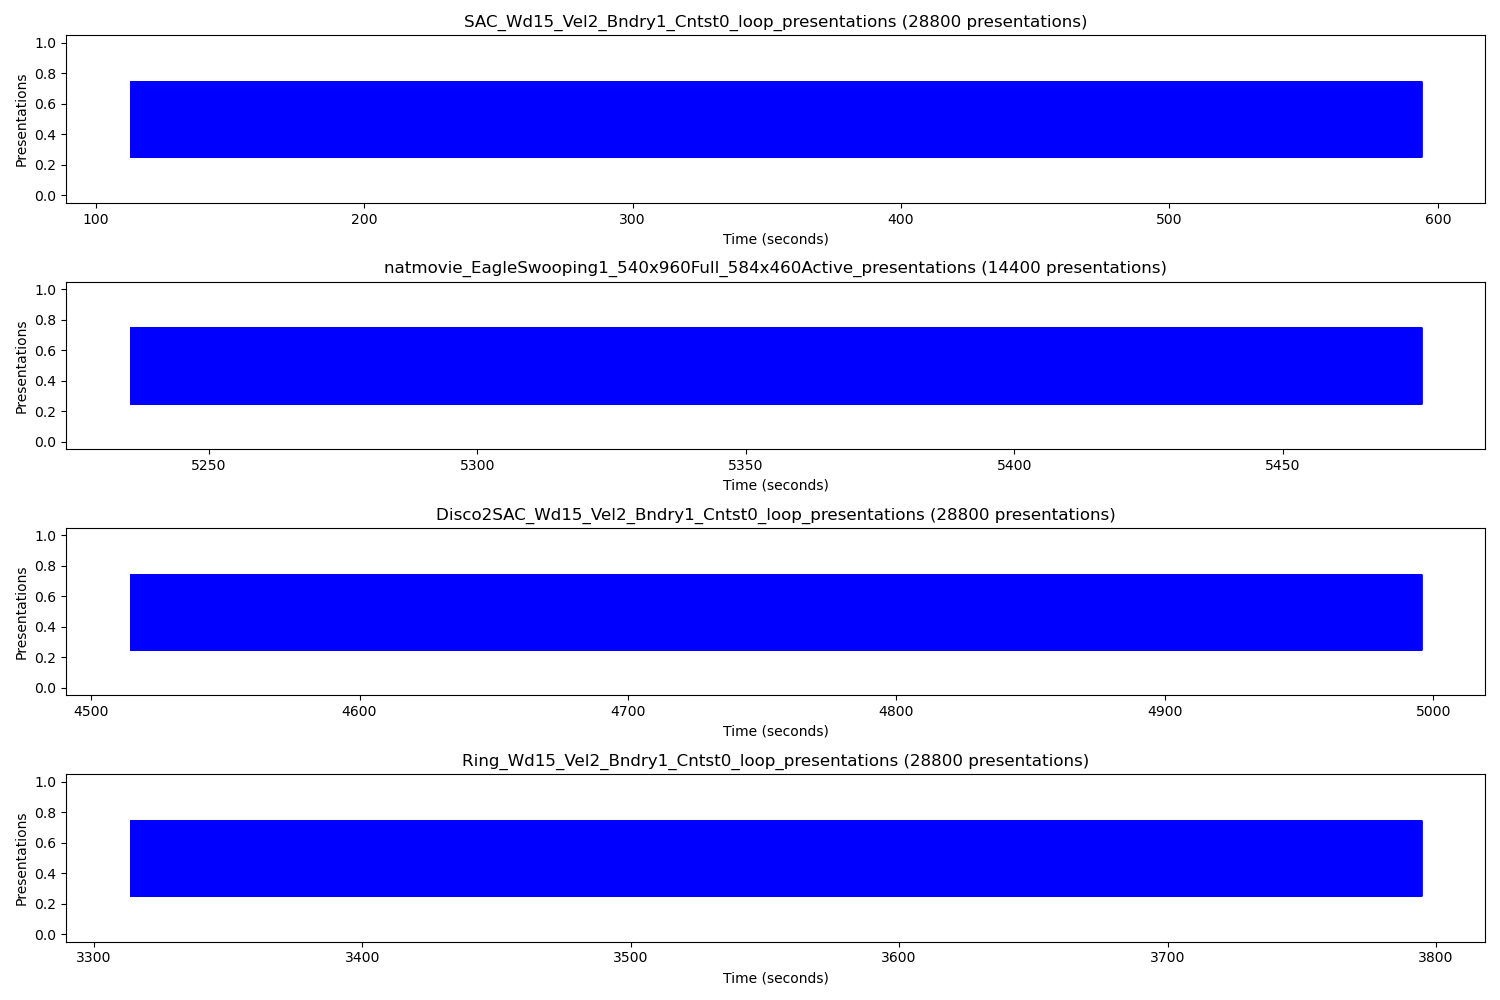 SAC_Wd15_Vel2_Bndry1_Cntst0_loop_presentations (28800 presentations)
1.0
0.8
0.6
0.4
0.2
0.0
Presentations
100 200 300 400 500 600
Time (seconds)
natmovie_EagleSwooping1_540x960Full_584x460Active_presentations (14400 presentations)
1.0
0.8
0.6
0.4
0.2
0.0
Presentations
5250 5300 5350 5400 5450
Time (seconds)
Disco2SAC_Wd15_Vel2_Bndry1_Cntst0_loop_presentations (28800 presentations)
1.0
0.8
0.6
0.4
0.2
0.0
Presentations
4500 4600 4700 4800 4900 5000
Time (seconds)
Ring_Wd15_Vel2_Bndry1_Cntst0_loop_presentations (28800 presentations)
1.0
0.8
0.6
0.4
0.2
0.0
Presentations
3300 3400 3500 3600 3700 3800
Time (seconds)